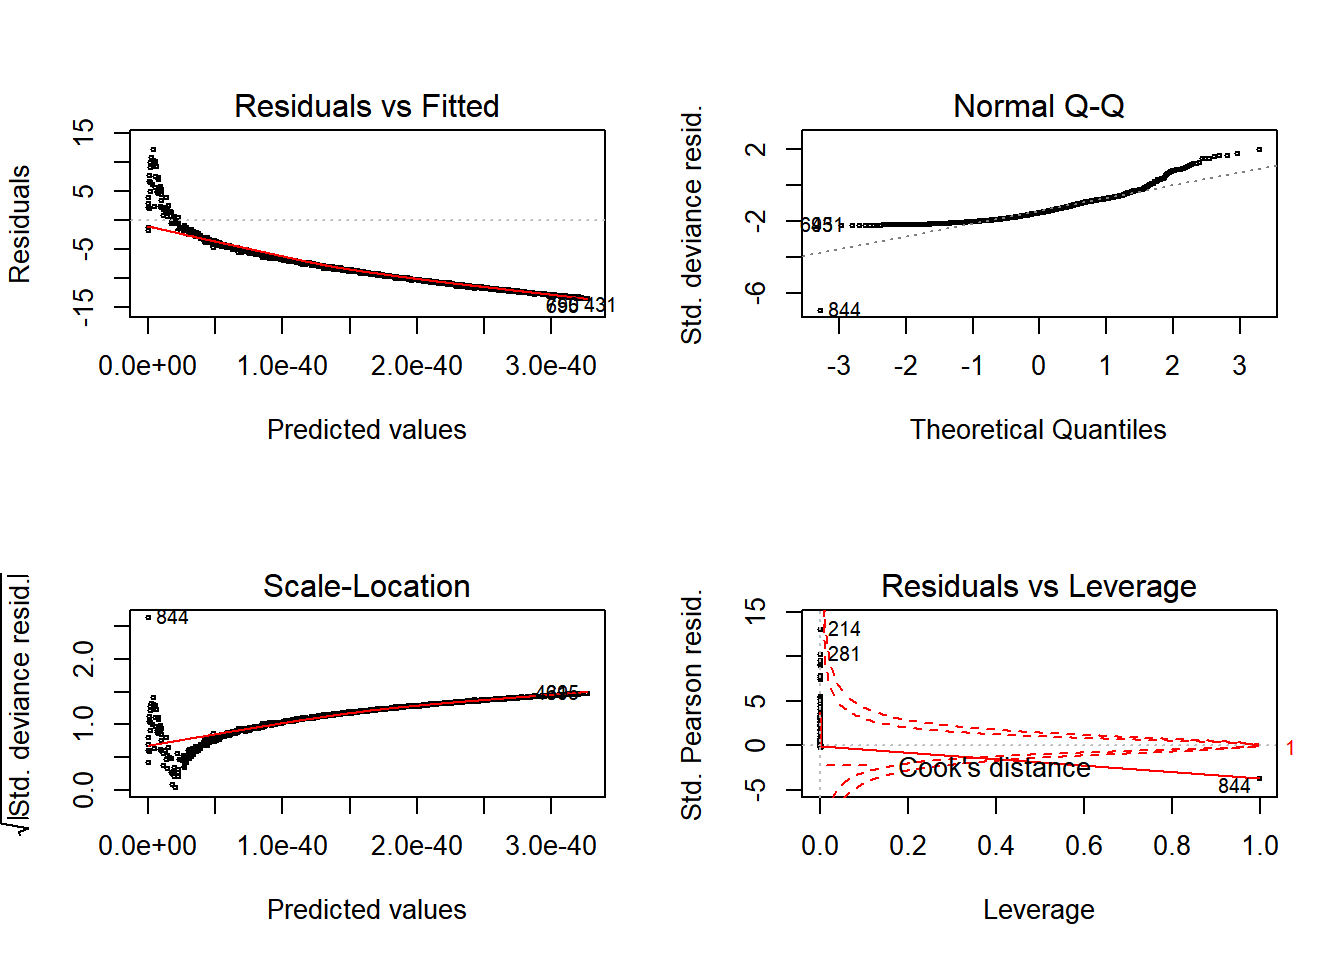 Residuals vs Fitted
Residuals
15
5
-5
-15
431
0.0e+00 1.0e-40 2.0e-40 3.0e-40
Predicted values
Normal Q-Q
Std. deviance resid.
2
-2
-6
844
-3 -2 -1 0 1 2 3
Theoretical Quantiles
Scale-Location
√|Std. deviance resid.|
2.0
1.0
0.0
844
0.0e+00 1.0e-40 2.0e-40 3.0e-40
Predicted values
Residuals vs Leverage
Std. Pearson resid.
15
5
0
-5
214
281
1
Cook's distance
844
0.0 0.2 0.4 0.6 0.8 1.0
Leverage